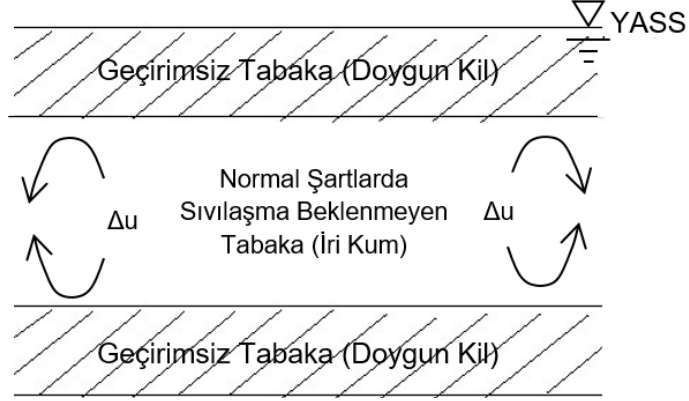 YASS
Geçirimsiz Tabaka (Doygun Kil)
Normal Şartlarda
Sıvılaşma Beklenmeyen
Tabaka (İri Kum)
Δu
Δu
Geçirimsiz Tabaka (Doygun Kil)